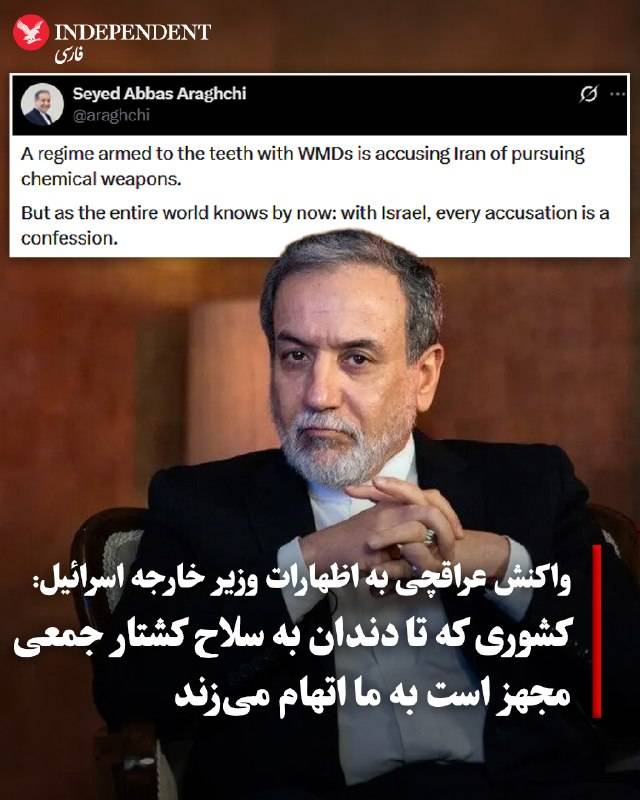 INDEPENDENT
فارسی
Seyed Abbas Araghchi
@araghchi
A regime armed to the teeth with WMDs is accusing Iran of pursuing
chemical weapons.
But as the entire world knows by now: with Israel, every accusation is a
confession.
واکنش عراقچی به اظهارات وزیر خارجه اسرائیل:
کشوری که تا دندان به سلاح کشتار جمعی
مجهز است به ما اتهام می‌زند